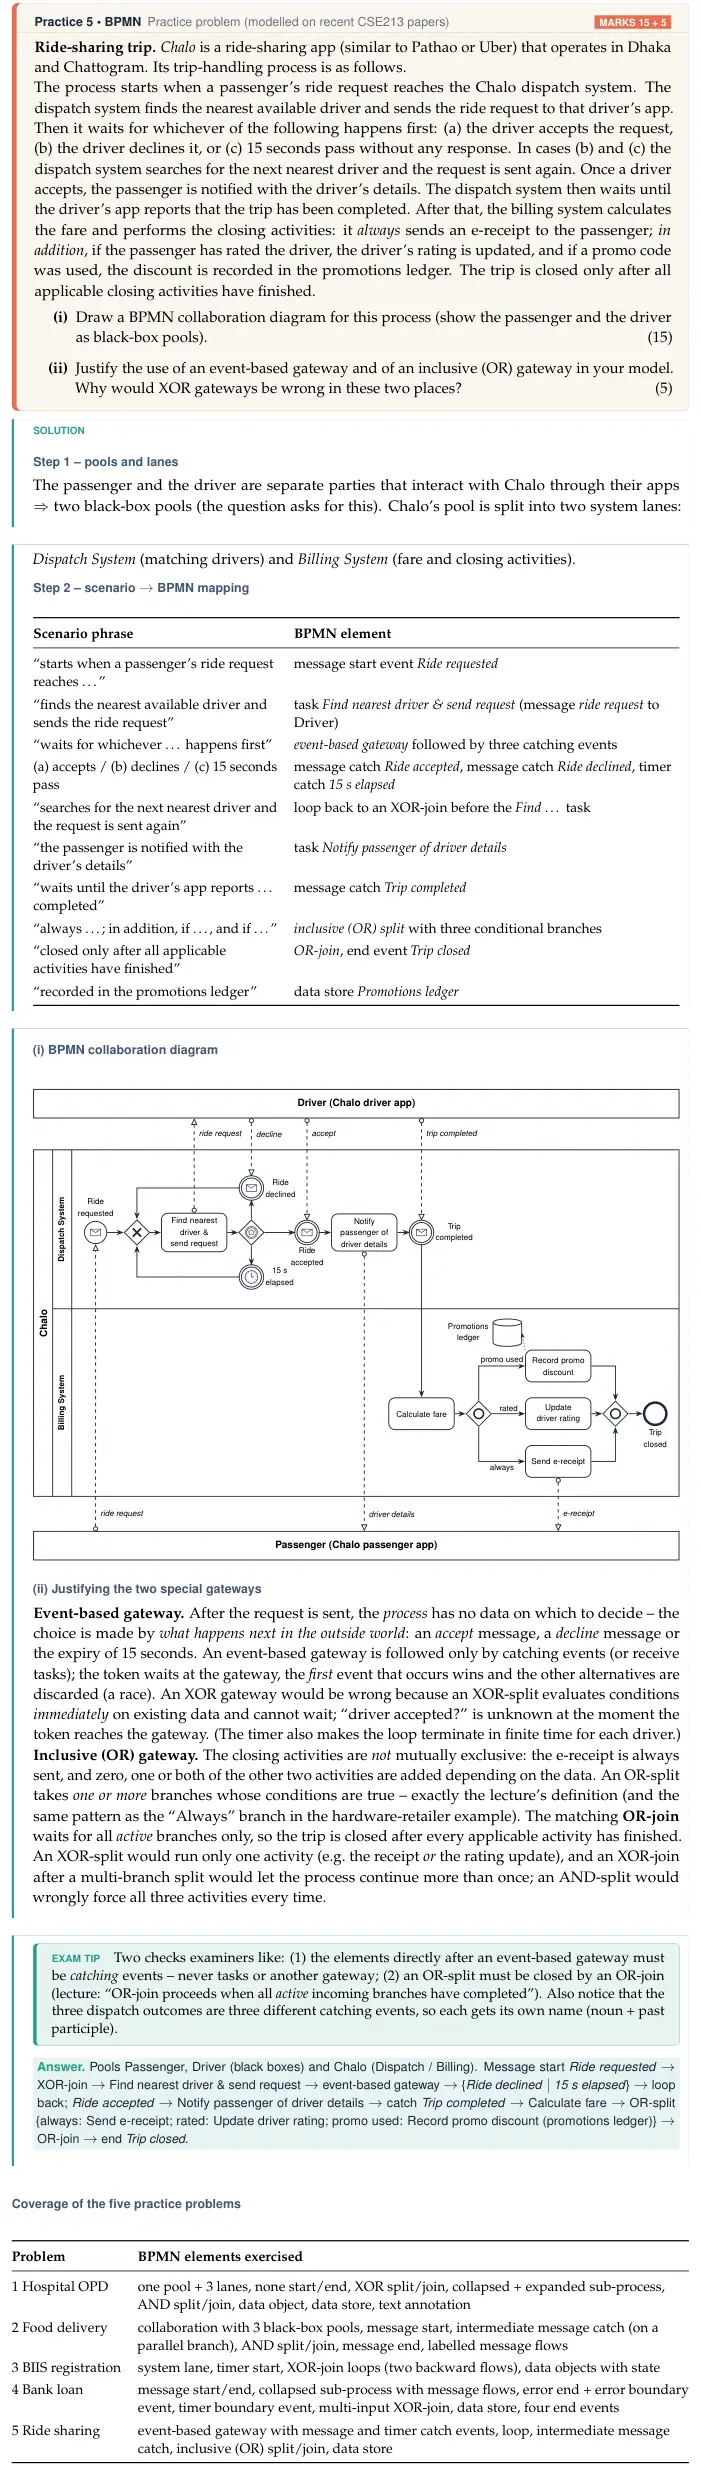 Practice 5 • BPMN Practice problem (modelled on recent CSE213 papers) MARKS 15 + 5
Ride-sharing trip. Chalo is a ride-sharing app (similar to Pathao or Uber) that operates in Dhaka
and Chattogram. Its trip-handling process is as follows.
The process starts when a passenger's ride request reaches the Chalo dispatch system. The
dispatch system finds the nearest available driver and sends the ride request to that driver's app.
Then it waits for whichever of the following happens first: (a) the driver accepts the request,
(b) the driver declines it, or (c) 15 seconds pass without any response. In cases (b) and (c) the
dispatch system searches for the next nearest driver and the request is sent again. Once a driver
accepts, the passenger is notified with the driver's details. The dispatch system then waits until
the driver's app reports that the trip has been completed. After that, the billing system calculates
the fare and performs the closing activities: it always sends an e-receipt to the passenger; in
addition, if the passenger has rated the driver, the driver's rating is updated, and if a promo code
was used, the discount is recorded in the promotions ledger. The trip is closed only after all
applicable closing activities have finished.
(i) Draw a BPMN collaboration diagram for this process (show the passenger and the driver
as black-box pools). (15)
(ii) Justify the use of an event-based gateway and of an inclusive (OR) gateway in your model.
Why would XOR gateways be wrong in these two places? (5)
SOLUTION
Step 1 – pools and lanes
The passenger and the driver are separate parties that interact with Chalo through their apps
⇒ two black-box pools (the question asks for this). Chalo's pool is split into two system lanes:
Dispatch System (matching drivers) and Billing System (fare and closing activities).
Step 2 – scenario → BPMN mapping
Scenario phrase BPMN element
“starts when a passenger's ride request message start event Ride requested
reaches . . . ”
“finds the nearest available driver and task Find nearest driver & send request (message ride request to
sends the ride request” Driver)
“waits for whichever . . . happens first” event-based gateway followed by three catching events
(a) accepts / (b) declines / (c) 15 seconds message catch Ride accepted, message catch Ride declined, timer
pass catch 15 s elapsed
“searches for the next nearest driver and loop back to an XOR-join before the Find . . . task
the request is sent again”
“the passenger is notified with the task Notify passenger of driver details
driver's details”
“waits until the driver's app reports . . . message catch Trip completed
completed”
“always . . . ; in addition, if . . . , and if . . . ” inclusive (OR) split with three conditional branches
“closed only after all applicable OR-join, end event Trip closed
activities have finished”
“recorded in the promotions ledger” data store Promotions ledger
(i) BPMN collaboration diagram
Driver (Chalo driver app)
ride request decline accept trip completed
Chalo
Dispatch System
Ride
requested
Find nearest
driver &
send request
Ride
declined
15 s
elapsed
Ride
accepted
Notify
passenger of
driver details
Trip
completed
Billing System
Calculate fare
Promotions
ledger
promo used
Record promo
discount
rated
Update
driver rating
always
Send e-receipt
Trip
closed
ride request driver details e-receipt
Passenger (Chalo passenger app)
(ii) Justifying the two special gateways
Event-based gateway. After the request is sent, the process has no data on which to decide – the
choice is made by what happens next in the outside world: an accept message, a decline message or
the expiry of 15 seconds. An event-based gateway is followed only by catching events (or receive
tasks); the token waits at the gateway, the first event that occurs wins and the other alternatives are
discarded (a race). An XOR gateway would be wrong because an XOR-split evaluates conditions
immediately on existing data and cannot wait; “driver accepted?” is unknown at the moment the
token reaches the gateway. (The timer also makes the loop terminate in finite time for each driver.)
Inclusive (OR) gateway. The closing activities are not mutually exclusive: the e-receipt is always
sent, and zero, one or both of the other two activities are added depending on the data. An OR-split
takes one or more branches whose conditions are true – exactly the lecture's definition (and the
same pattern as the “Always” branch in the hardware-retailer example). The matching OR-join
waits for all active branches only, so the trip is closed after every applicable activity has finished.
An XOR-split would run only one activity (e.g. the receipt or the rating update), and an XOR-join
after a multi-branch split would let the process continue more than once; an AND-split would
wrongly force all three activities every time.
EXAM TIP Two checks examiners like: (1) the elements directly after an event-based gateway must
be catching events – never tasks or another gateway; (2) an OR-split must be closed by an OR-join
(lecture: “OR-join proceeds when all active incoming branches have completed”). Also notice that the
three dispatch outcomes are three different catching events, so each gets its own name (noun + past
participle).
Answer. Pools Passenger, Driver (black boxes) and Chalo (Dispatch / Billing). Message start Ride requested →
XOR-join → Find nearest driver & send request → event-based gateway → {Ride declined | 15 s elapsed} → loop
back; Ride accepted → Notify passenger of driver details → catch Trip completed → Calculate fare → OR-split
{always: Send e-receipt; rated: Update driver rating; promo used: Record promo discount (promotions ledger)} →
OR-join → end Trip closed.
Coverage of the five practice problems
Problem BPMN elements exercised
1 Hospital OPD one pool + 3 lanes, none start/end, XOR split/join, collapsed + expanded sub-process,
AND split/join, data object, data store, text annotation
2 Food delivery collaboration with 3 black-box pools, message start, intermediate message catch (on a
parallel branch), AND split/join, message end, labelled message flows
3 BIIS registration system lane, timer start, XOR-join loops (two backward flows), data objects with state
4 Bank loan message start/end, collapsed sub-process with message flows, error end + error boundary
event, timer boundary event, multi-input XOR-join, data store, four end events
5 Ride sharing event-based gateway with message and timer catch events, loop, intermediate message
catch, inclusive (OR) split/join, data store